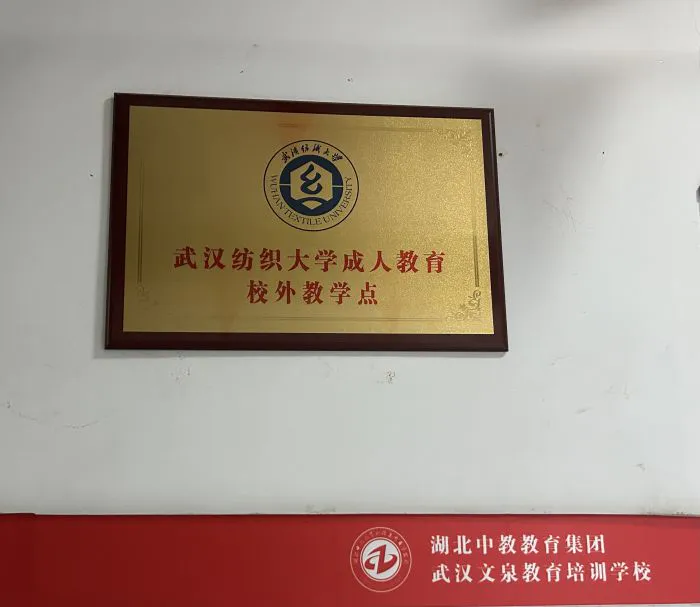 武汉纺织大学
WUHAN TEXTILE UNIVERSITY
武汉纺织大学成人教育
校外教学点
湖北中教教育集团
武汉文泉教育培训学校